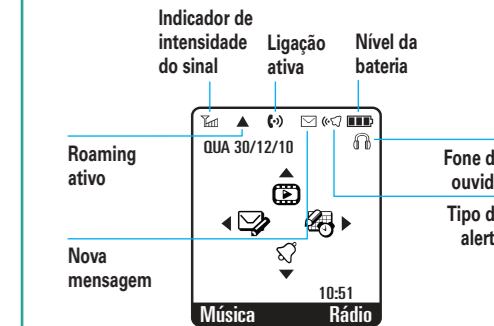 Indicador de
intensidade
do sinal
Ligação
ativa
Nível da
bateria
QUA 30/12/10
Roaming
ativo
Fone d
ouvid
Tipo d
alert
Nova
mensagem
10:51
Música
Rádio